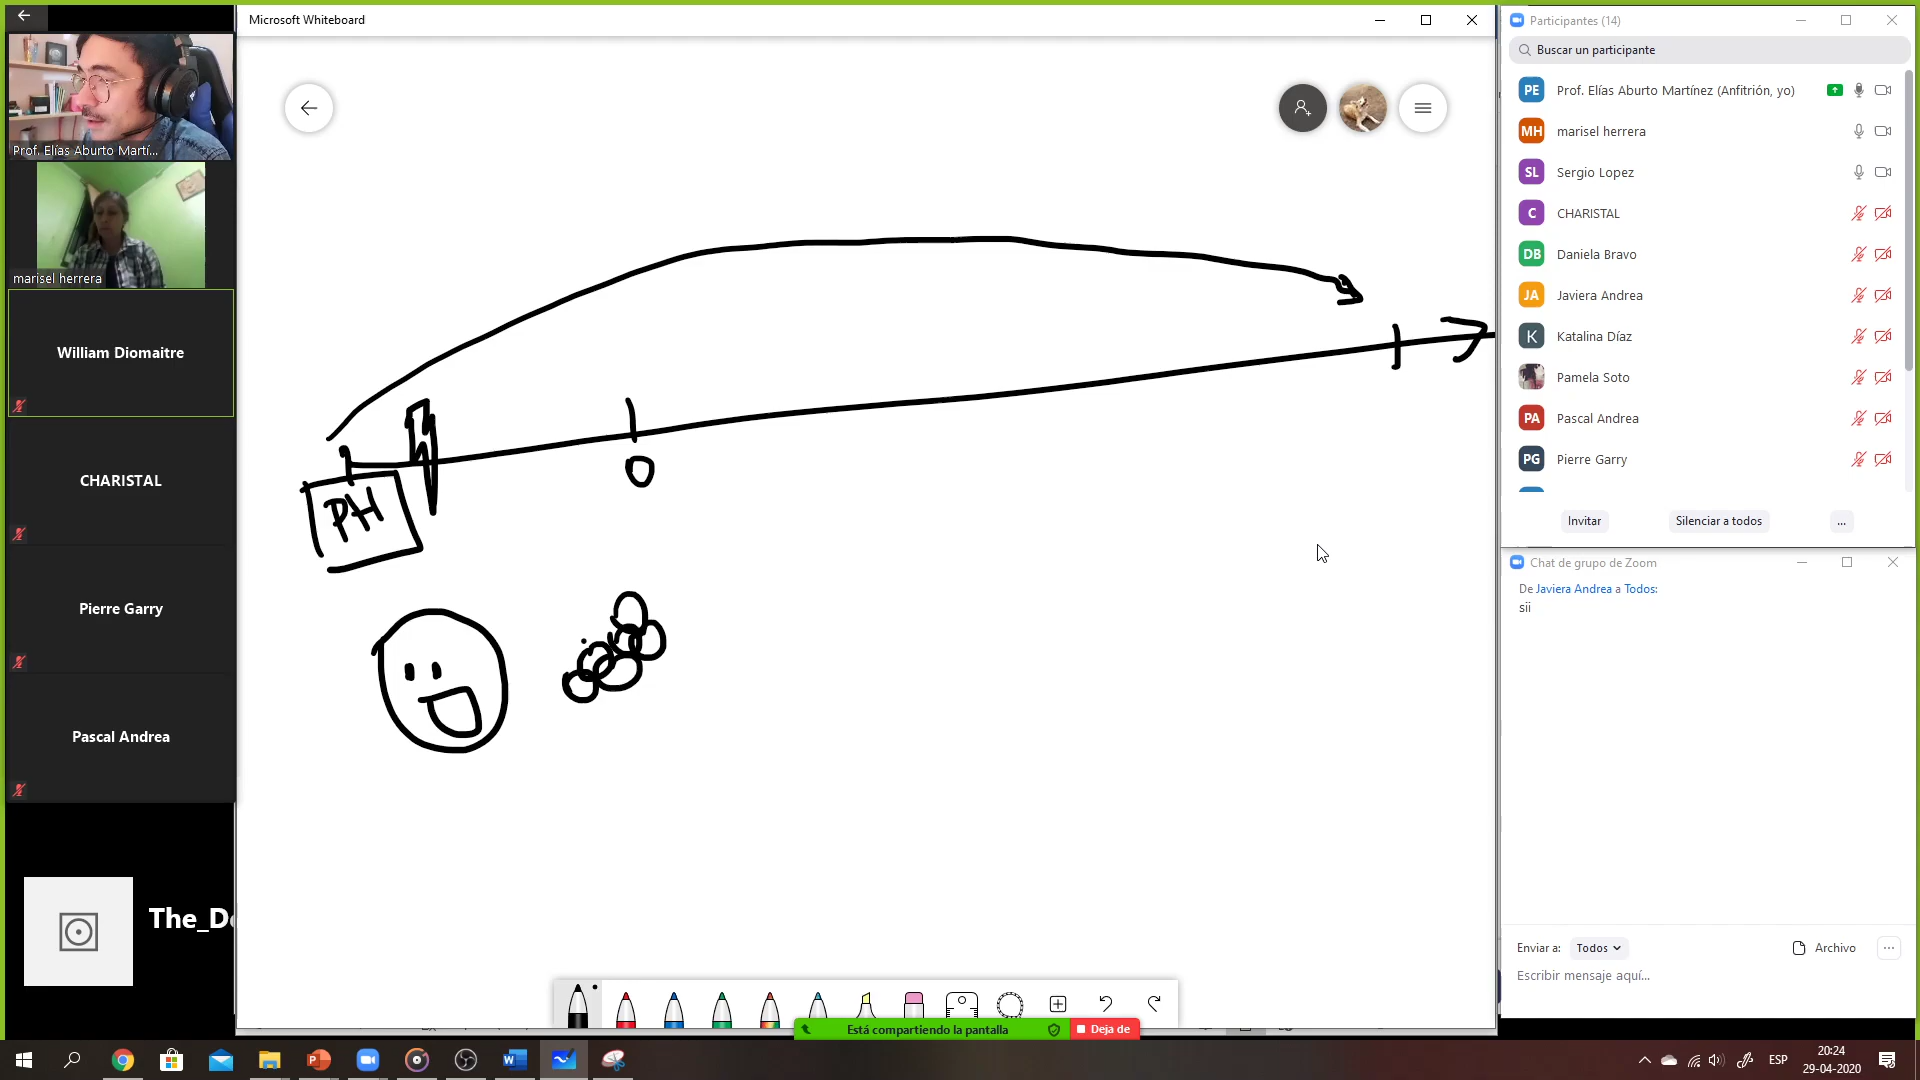 Microsoft Whiteboard
Prof. Elías Aburto Martí...
marisel herrera
William Diomaitre
CHARISTAL
Pierre Garry
Pascal Andrea
PH
0
Participantes (14)
Buscar un participante
PE Prof. Elías Aburto Martínez (Anfitrión, yo)
MH marisel herrera
SL Sergio Lopez
C CHARISTAL
DB Daniela Bravo
JA Javiera Andrea
K Katalina Díaz
Pamela Soto
PA Pascal Andrea
PG Pierre Garry
Invitar Silenciar a todos ...
Chat de grupo de Zoom
De Javiera Andrea a Todos:
sii
Enviar a: Todos Archivo ...
Escribir mensaje aquí...
Está compartiendo la pantalla Deja de
ESP 20:24
29-04-2020